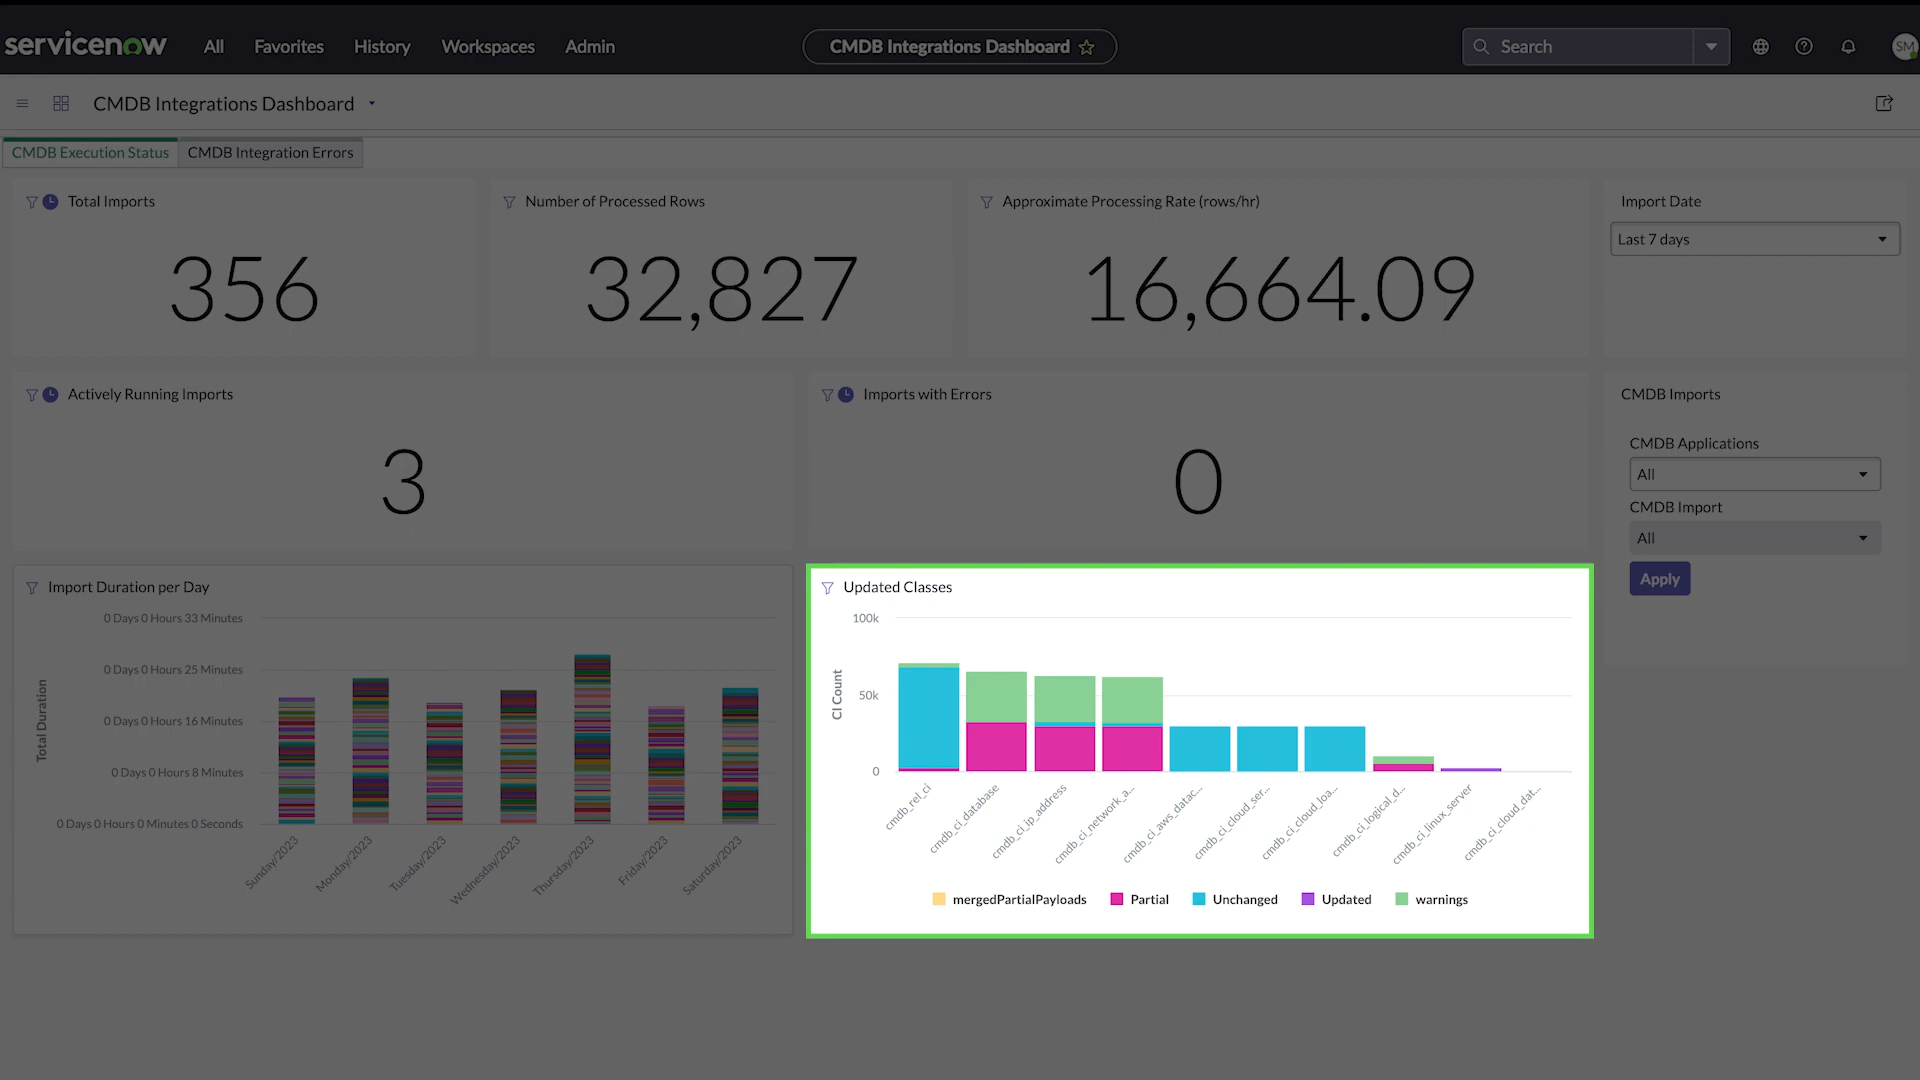 servicenow
All
Favorites
History
Workspaces
Admin
CMDB Integrations Dashboard
Search
SM
CMDB Integrations Dashboard
CMDB Execution Status
CMDB Integration Errors
Total Imports
356
Number of Processed Rows
32,827
Approximate Processing Rate (rows/hr)
16,664.09
Import Date
Last 7 days
Actively Running Imports
3
Imports with Errors
0
CMDB Imports
CMDB Applications
All
CMDB Import
All
Apply
Import Duration per Day
Total Duration
0 Days 0 Hours 33 Minutes
0 Days 0 Hours 25 Minutes
0 Days 0 Hours 16 Minutes
0 Days 0 Hours 8 Minutes
0 Days 0 Hours 0 Minutes 0 Seconds
Sunday/2023
Monday/2023
Tuesday/2023
Wednesday/2023
Thursday/2023
Friday/2023
Saturday/2023
Updated Classes
CI Count
100k
50k
0
cmdb_rel_ci
cmdb_ci_database
cmdb_ci_ip_address
cmdb_ci_network_a...
cmdb_ci_aws_datac...
cmdb_ci_cloud_ser...
cmdb_ci_cloud_loa...
cmdb_ci_logical_d...
cmdb_ci_linux_server
cmdb_ci_cloud_dat...
mergedPartialPayloads
Partial
Unchanged
Updated
warnings